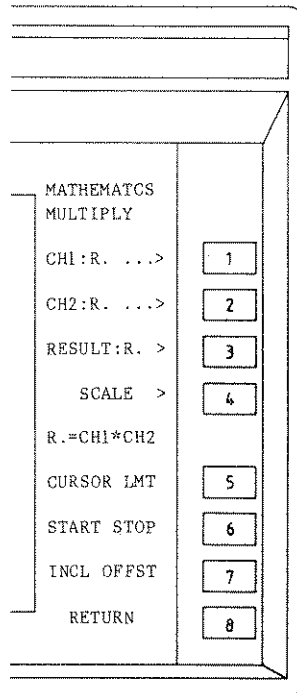 MATHEMATCS
MULTIPLY
CH1:R. ...> 1
CH2:R. ...> 2
RESULT:R. > 3
SCALE > 4
R.=CH1*CH2
CURSOR LMT 5
START STOP 6
INCL OFFST 7
RETURN 8